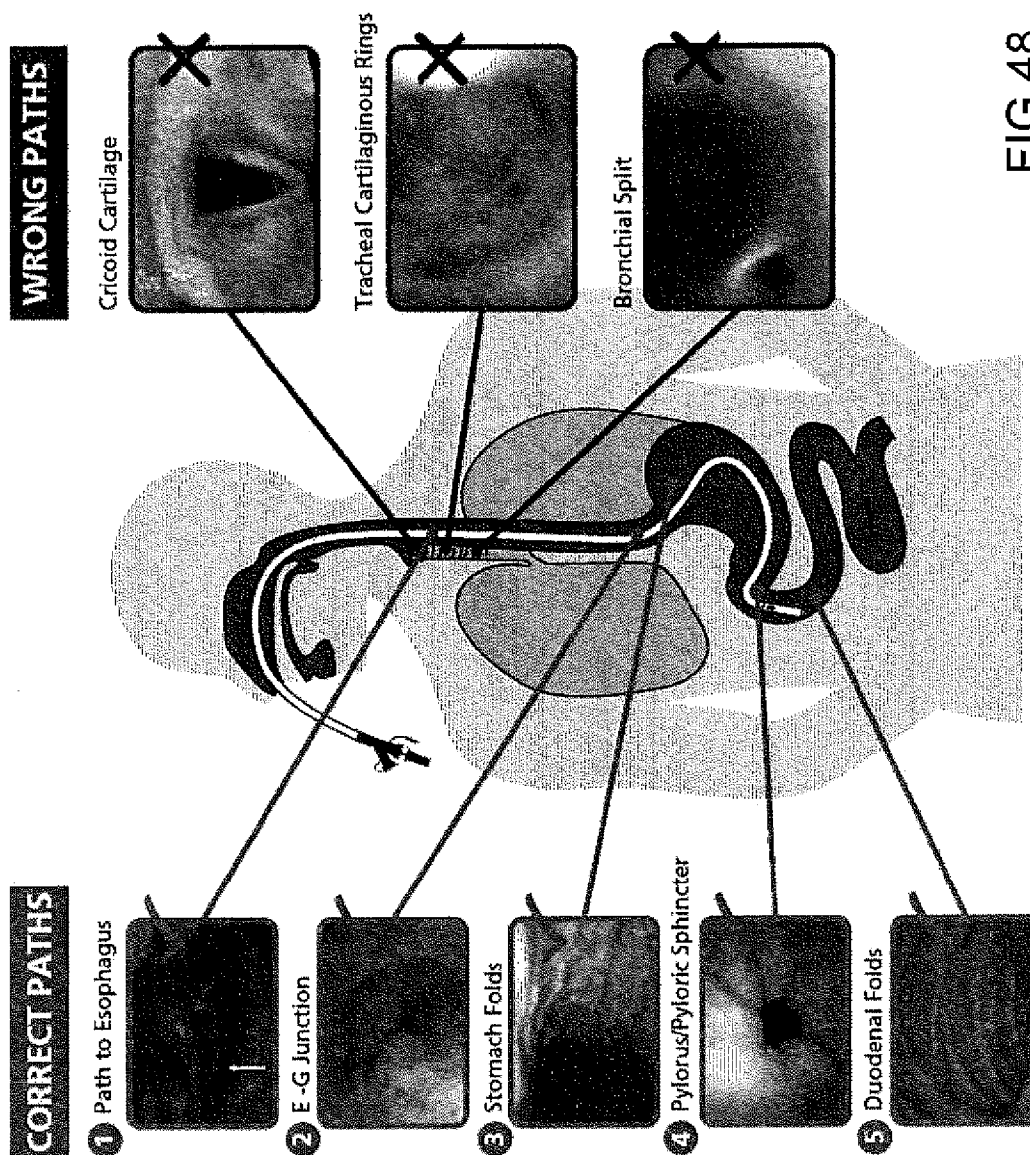 CORRECT PATHS
1 Path to Esophagus
2 E -G Junction
3 Stomach Folds
4 Pylorus/Pyloric Sphincter
5 Duodenal Folds
WRONG PATHS
Cricoid Cartilage
Tracheal Cartilaginous Rings
Bronchial Split
FIG 48